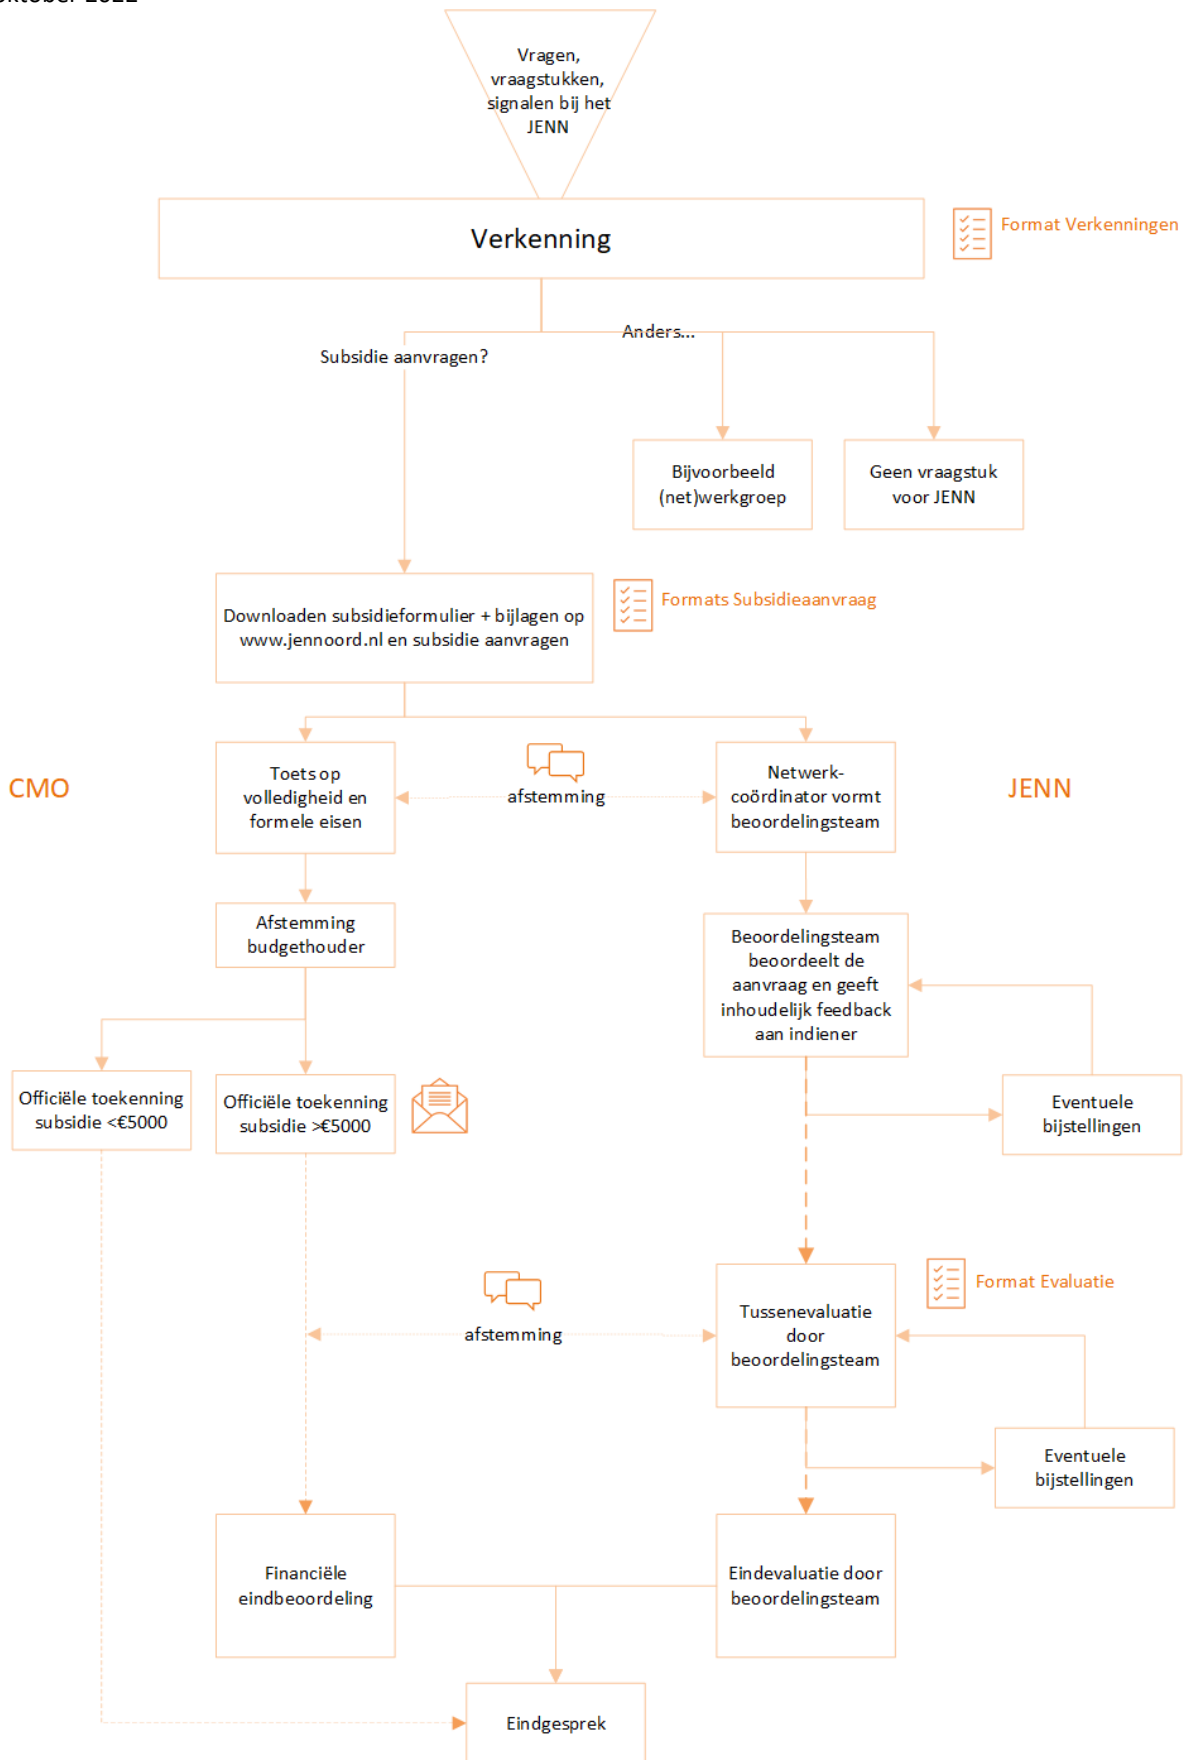 oktober 2022
Vragen,
vraagstukken,
signalen bij het
JENN
Verkenning
Format Verkenningen
Anders...
Subsidie aanvragen?
Bijvoorbeeld
(net)werkgroep
Geen vraagstuk
voor JENN
Downloaden subsidieformulier + bijlagen op
www.jennoord.nl en subsidie aanvragen
Formats Subsidieaanvraag
CMO
Toets op
volledigheid en
formele eisen
afstemming
Netwerk-
coördinator vormt
beoordelingsteam
JENN
Afstemming
budgethouder
Beoordelingsteam
beoordeelt de
aanvraag en geeft
inhoudelijk feedback
aan indiener
Officiële toekenning
subsidie <€5000
Officiële toekenning
subsidie >€5000
Eventuele
bijstellingen
Format Evaluatie
afstemming
Tussenevaluatie
door
beoordelingsteam
Eventuele
bijstellingen
Financiële
eindbeoordeling
Eindevaluatie door
beoordelingsteam
Eindgesprek